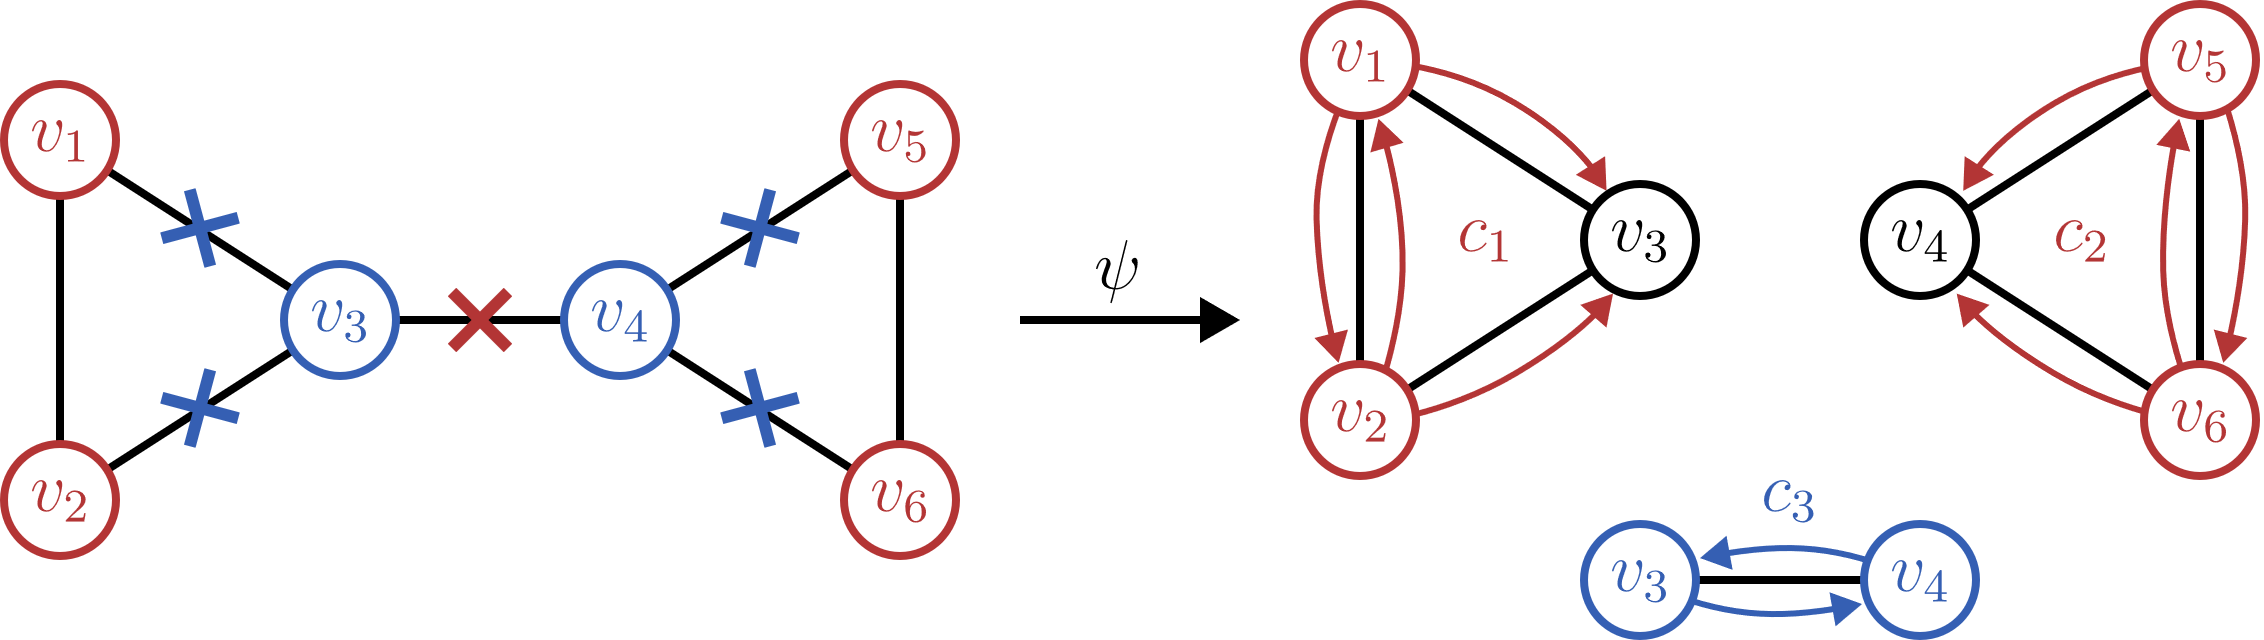 v₁
v₂
v₃
v₄
v₅
v₆
ψ
v₁
v₂
v₃
c₁
v₄
c₂
v₅
v₆
c₃
v₃
v₄